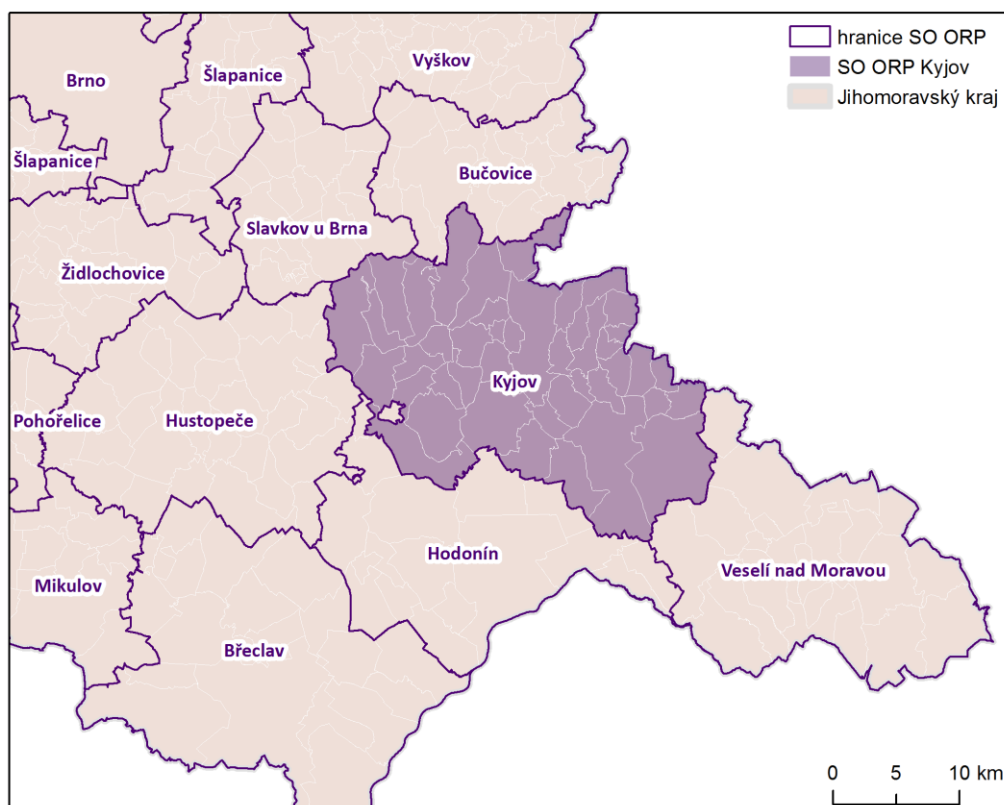 hranice SO ORP
SO ORP Kyjov
Jihomoravský kraj
Vyškov
Šlapanice
Brno
Šlapanice
Bučovice
Slavkov u Brna
Židlochovice
Kyjov
Pohořelice
Hustopeče
Hodonín
Veselí nad Moravou
Mikulov
Břeclav
0 5 10 km